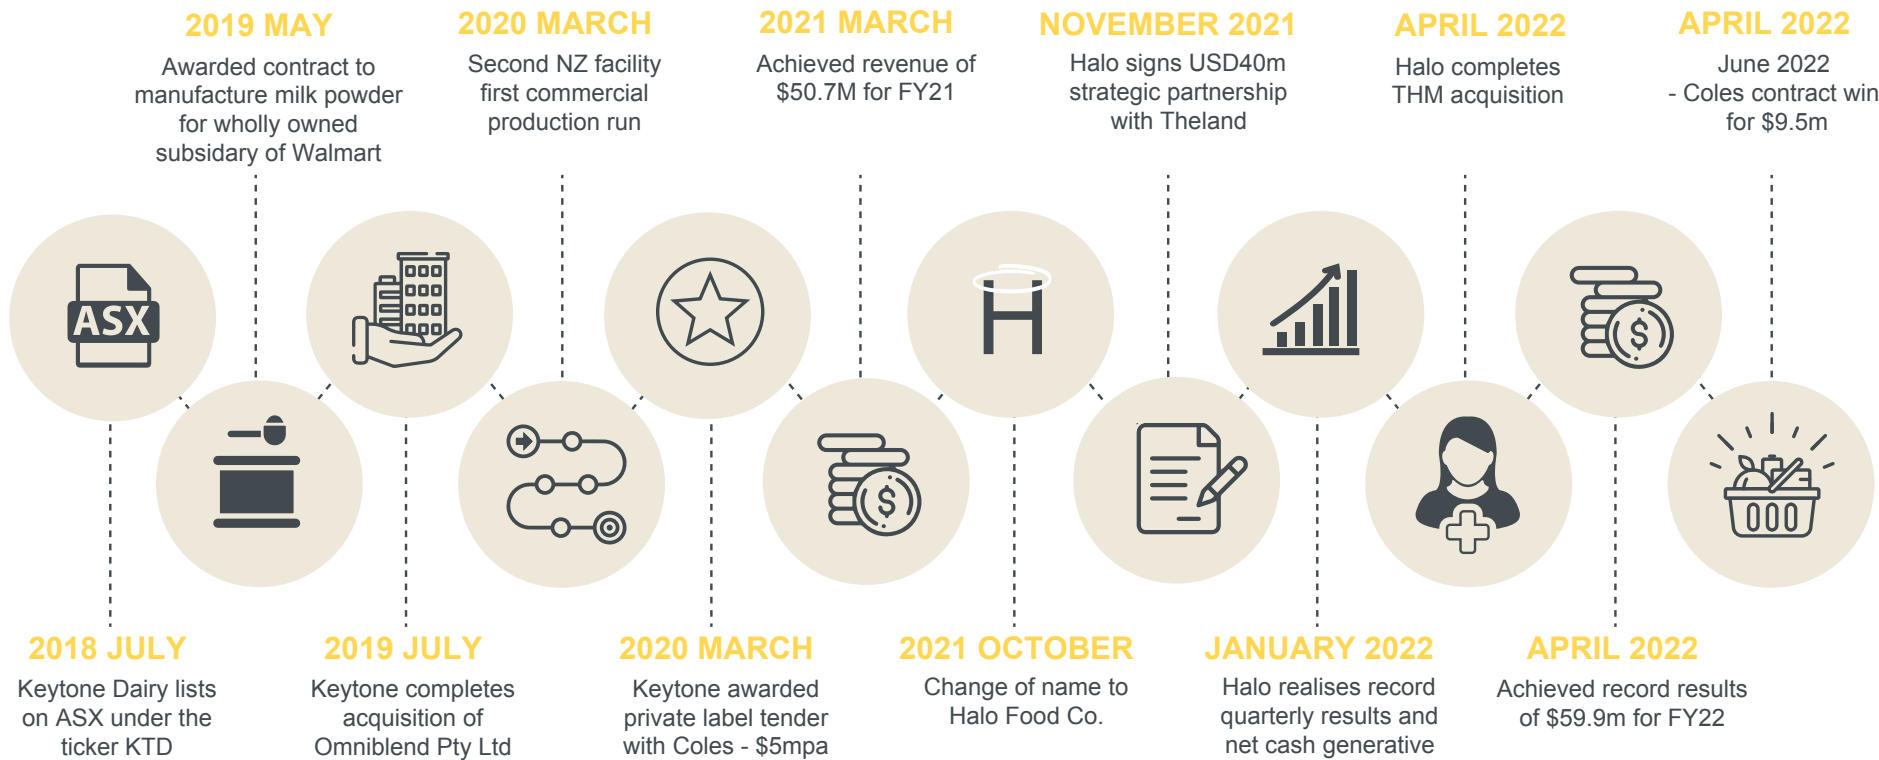 2019 MAY
Awarded contract to
manufacture milk powder
for wholly owned
subsidary of Walmart
2020 MARCH
Second NZ facility
first commercial
production run
2021 MARCH
Achieved revenue of
$50.7M for FY21
NOVEMBER 2021
Halo signs USD40m
strategic partnership
with Theland
APRIL 2022
Halo completes
THM acquisition
APRIL 2022
June 2022
- Coles contract win
for $9.5m
ASX
H
$
$
2018 JULY
Keytone Dairy lists
on ASX under the
ticker KTD
2019 JULY
Keytone completes
acquisition of
Omniblend Pty Ltd
2020 MARCH
Keytone awarded
private label tender
with Coles - $5mpa
2021 OCTOBER
Change of name to
Halo Food Co.
JANUARY 2022
Halo realises record
quarterly results and
net cash generative
APRIL 2022
Achieved record results
of $59.9m for FY22